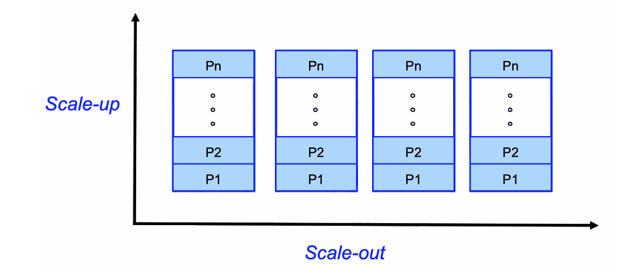 Pn Pn Pn Pn
Scale-up
P2 P2 P2 P2
P1 P1 P1 P1
Scale-out